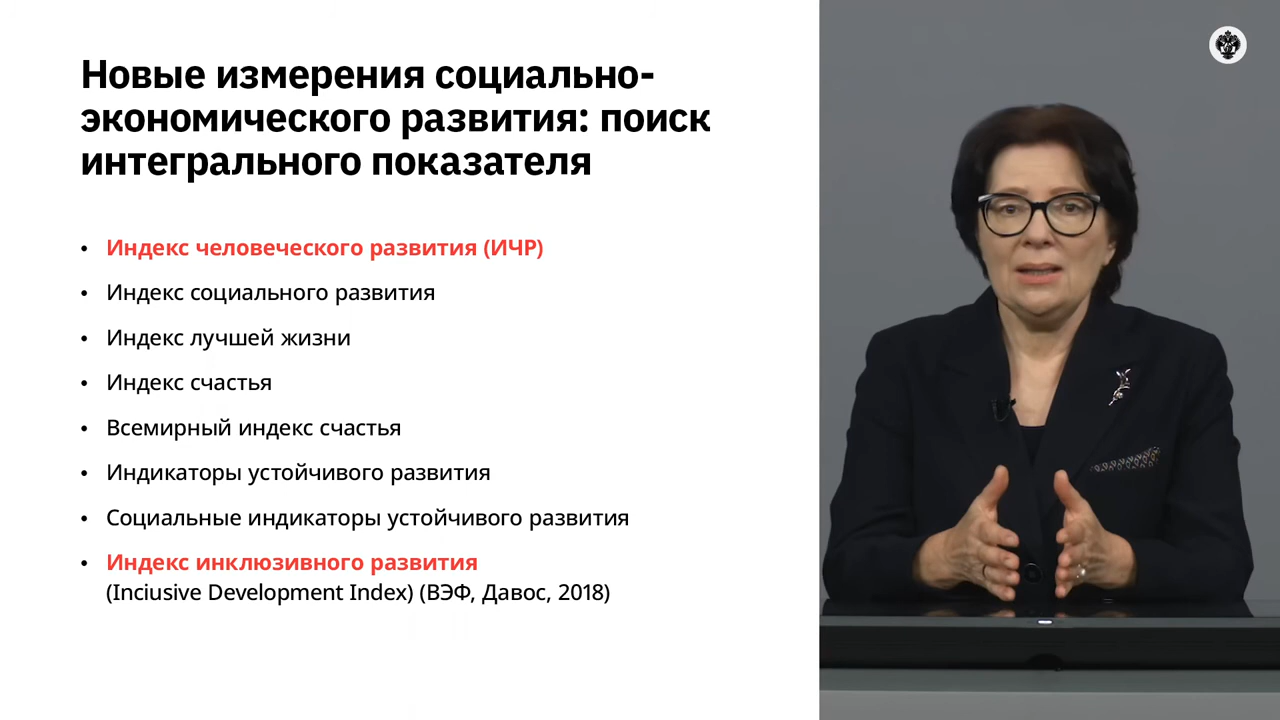 Новые измерения социально-
экономического развития: поиск
интегрального показателя
• Индекс человеческого развития (ИЧР)
• Индекс социального развития
• Индекс лучшей жизни
• Индекс счастья
• Всемирный индекс счастья
• Индикаторы устойчивого развития
• Социальные индикаторы устойчивого развития
• Индекс инклюзивного развития
(Inciusive Development Index) (ВЭФ, Давос, 2018)